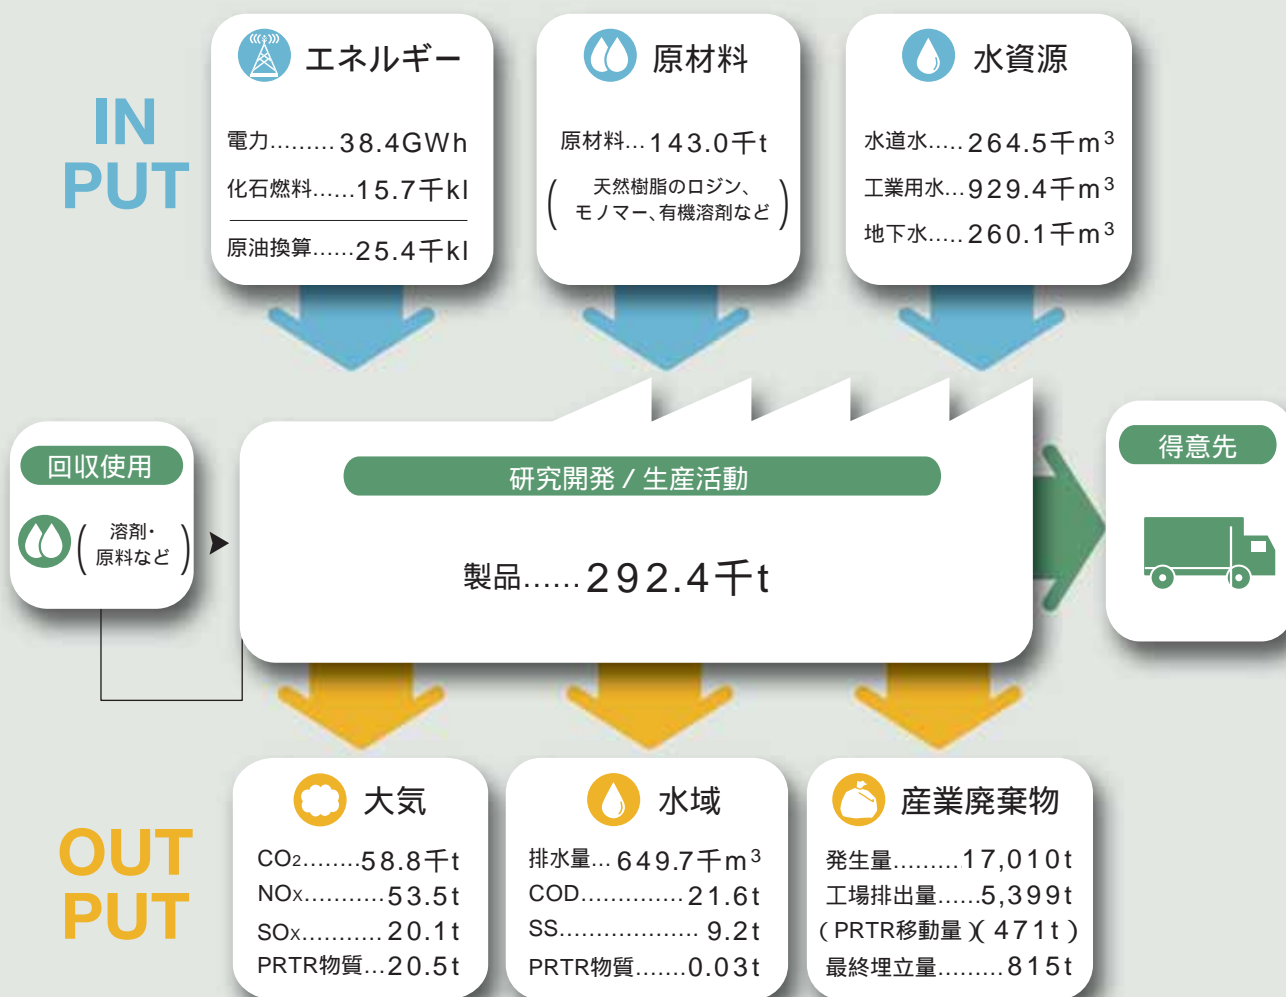 IN
PUT
エネルギー
電力.........38.4GWh
化石燃料......15.7千kl
原油換算......25.4千kl
原材料
原材料...143.0千t
(天然樹脂のロジン、
モノマー、有機溶剤など)
水資源
水道水.....264.5千m³
工業用水...929.4千m³
地下水.....260.1千m³
回収使用
(溶剤・
原料など)
研究開発 / 生産活動
製品......292.4千t
得意先
OUT
PUT
大気
CO₂........58.8千t
NOx...........53.5t
SOx...........20.1t
PRTR物質...20.5t
水域
排水量...649.7千m³
COD..............21.6t
SS...................9.2t
PRTR物質.......0.03t
産業廃棄物
発生量.........17,010t
工場排出量......5,399t
(PRTR移動量)(471t)
最終埋立量.........815t